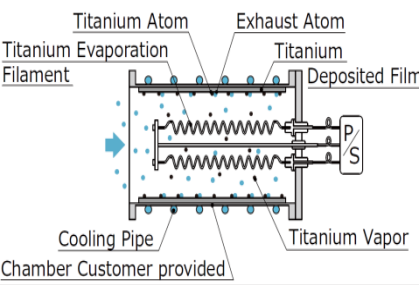 Titanium Atom
Exhaust Atom
Titanium Evaporation
Filament
Titanium
Deposited Film
P/S
Cooling Pipe
Titanium Vapor
Chamber Customer provided